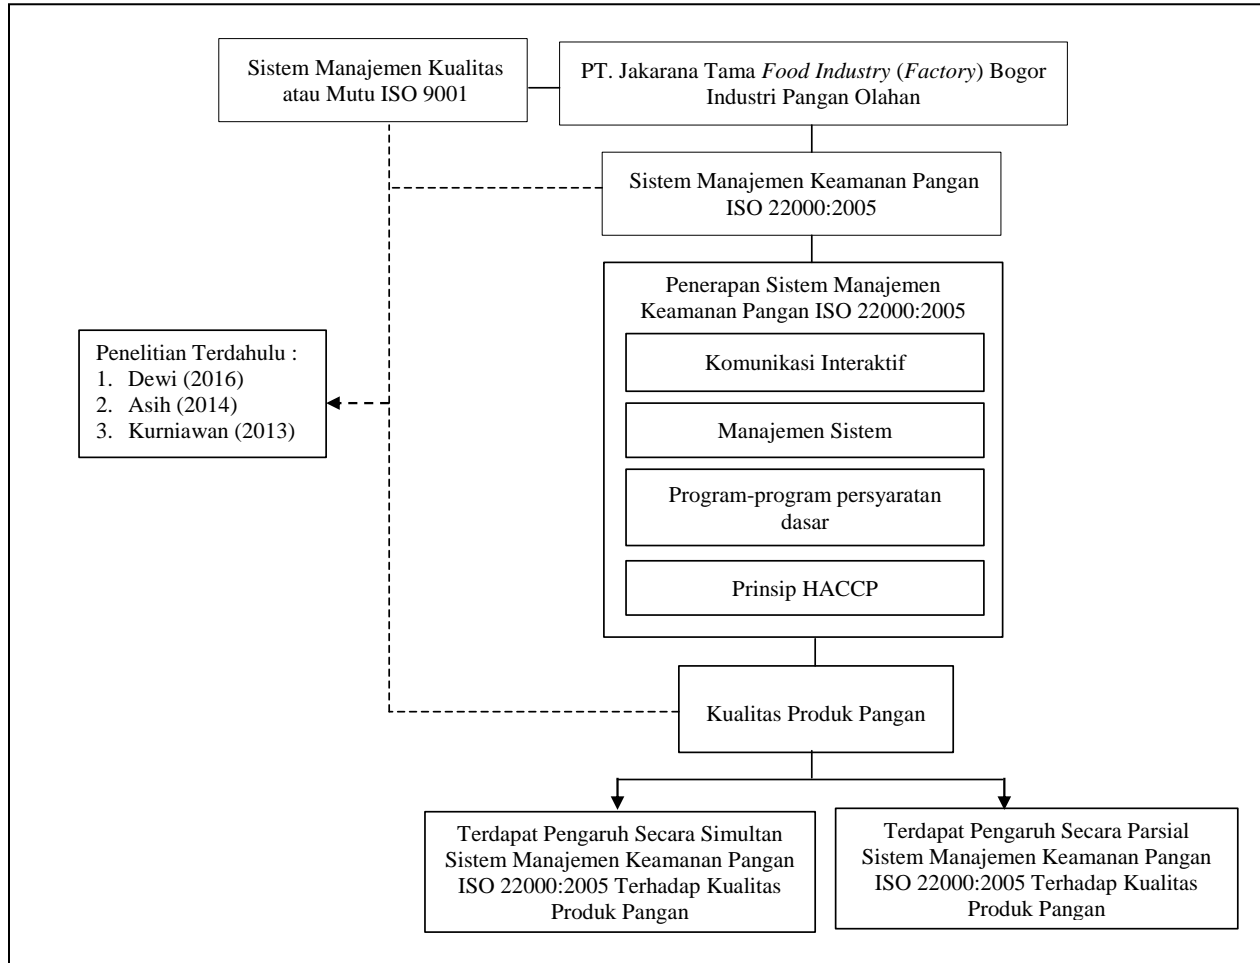 Sistem Manajemen Kualitas
atau Mutu ISO 9001
PT. Jakarana Tama Food Industry (Factory) Bogor
Industri Pangan Olahan
Sistem Manajemen Keamanan Pangan
ISO 22000:2005
Penerapan Sistem Manajemen
Keamanan Pangan ISO 22000:2005
Komunikasi Interaktif
Manajemen Sistem
Program-program persyaratan
dasar
Prinsip HACCP
Penelitian Terdahulu :
1. Dewi (2016)
2. Asih (2014)
3. Kurniawan (2013)
Kualitas Produk Pangan
Terdapat Pengaruh Secara Simultan
Sistem Manajemen Keamanan Pangan
ISO 22000:2005 Terhadap Kualitas
Produk Pangan
Terdapat Pengaruh Secara Parsial
Sistem Manajemen Keamanan Pangan
ISO 22000:2005 Terhadap Kualitas
Produk Pangan